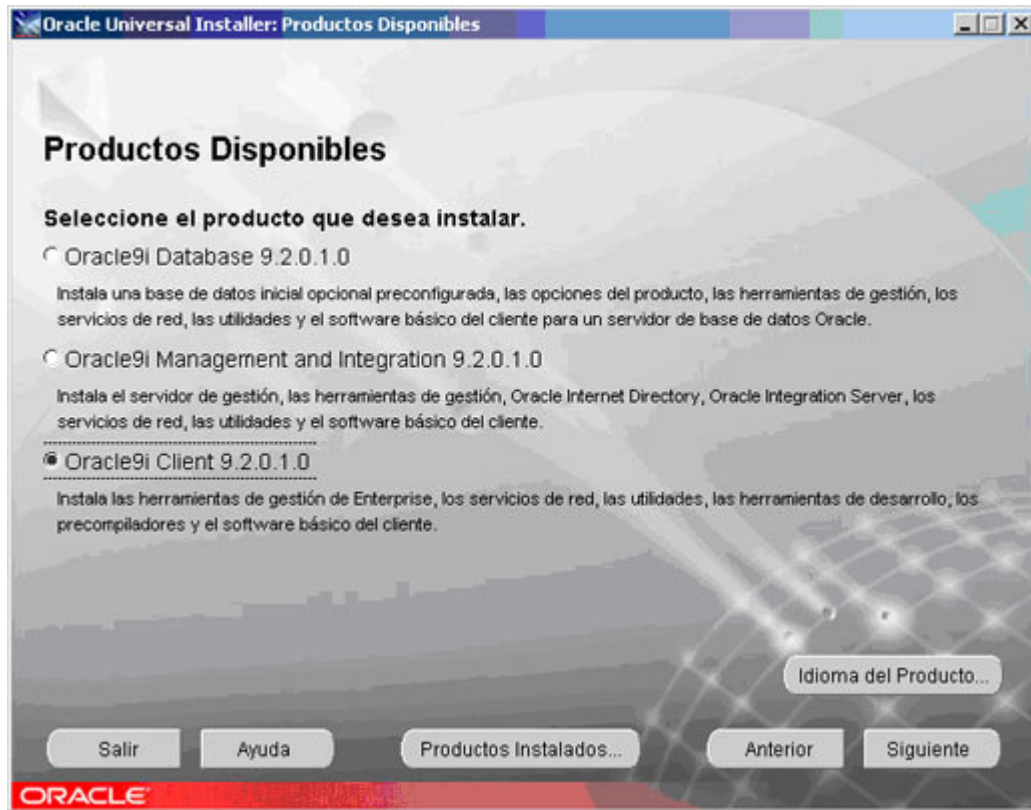 Oracle Universal Installer: Productos Disponibles
Productos Disponibles
Seleccione el producto que desea instalar.
Oracle9i Database 9.2.0.1.0
Instala una base de datos inicial opcional preconfigurada, las opciones del producto, las herramientas de gestión, los
servicios de red, las utilidades y el software básico del cliente para un servidor de base de datos Oracle.
Oracle9i Management and Integration 9.2.0.1.0
Instala el servidor de gestión, las herramientas de gestión, Oracle Internet Directory, Oracle Integration Server, los
servicios de red, las utilidades y el software básico del cliente.
Oracle9i Client 9.2.0.1.0
Instala las herramientas de gestión de Enterprise, los servicios de red, las utilidades, las herramientas de desarrollo, los
precompiladores y el software básico del cliente.
Idioma del Producto...
Salir Ayuda Productos Instalados... Anterior Siguiente
ORACLE